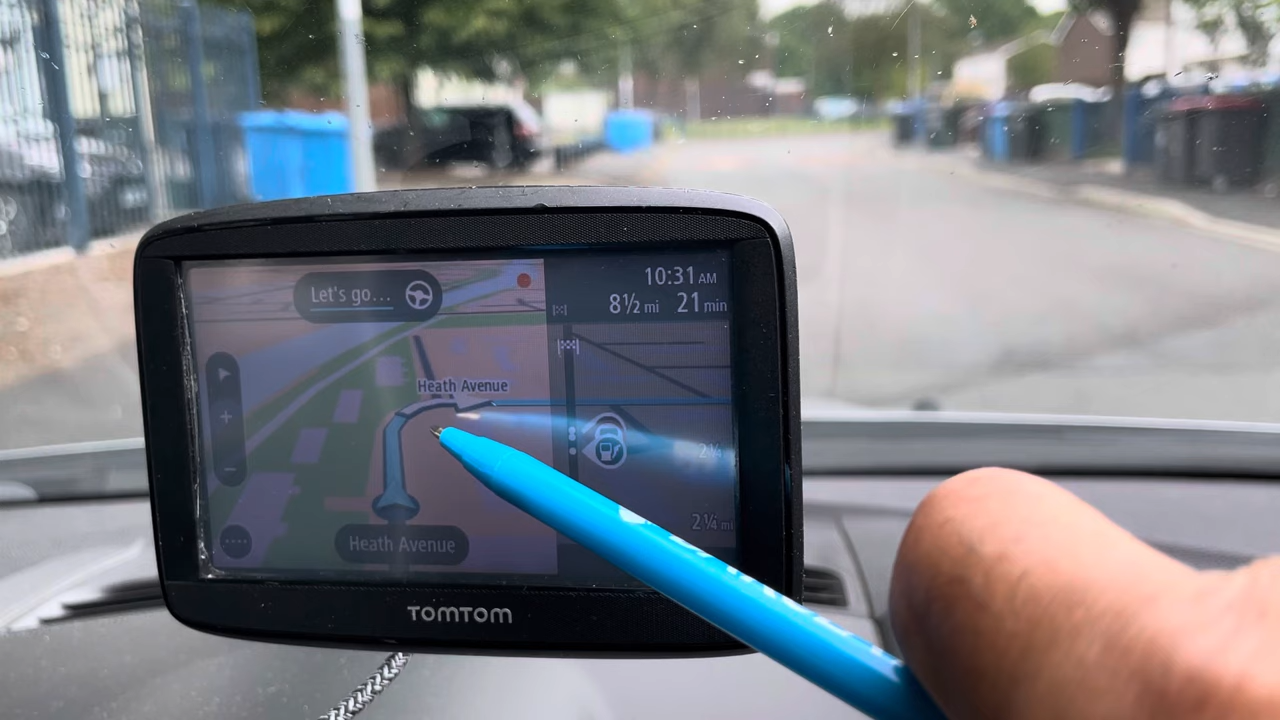 Let's go...
10:31 AM
8½ mi 21 min
Heath Avenue
2¼ mi
Heath Avenue
TOMTOM